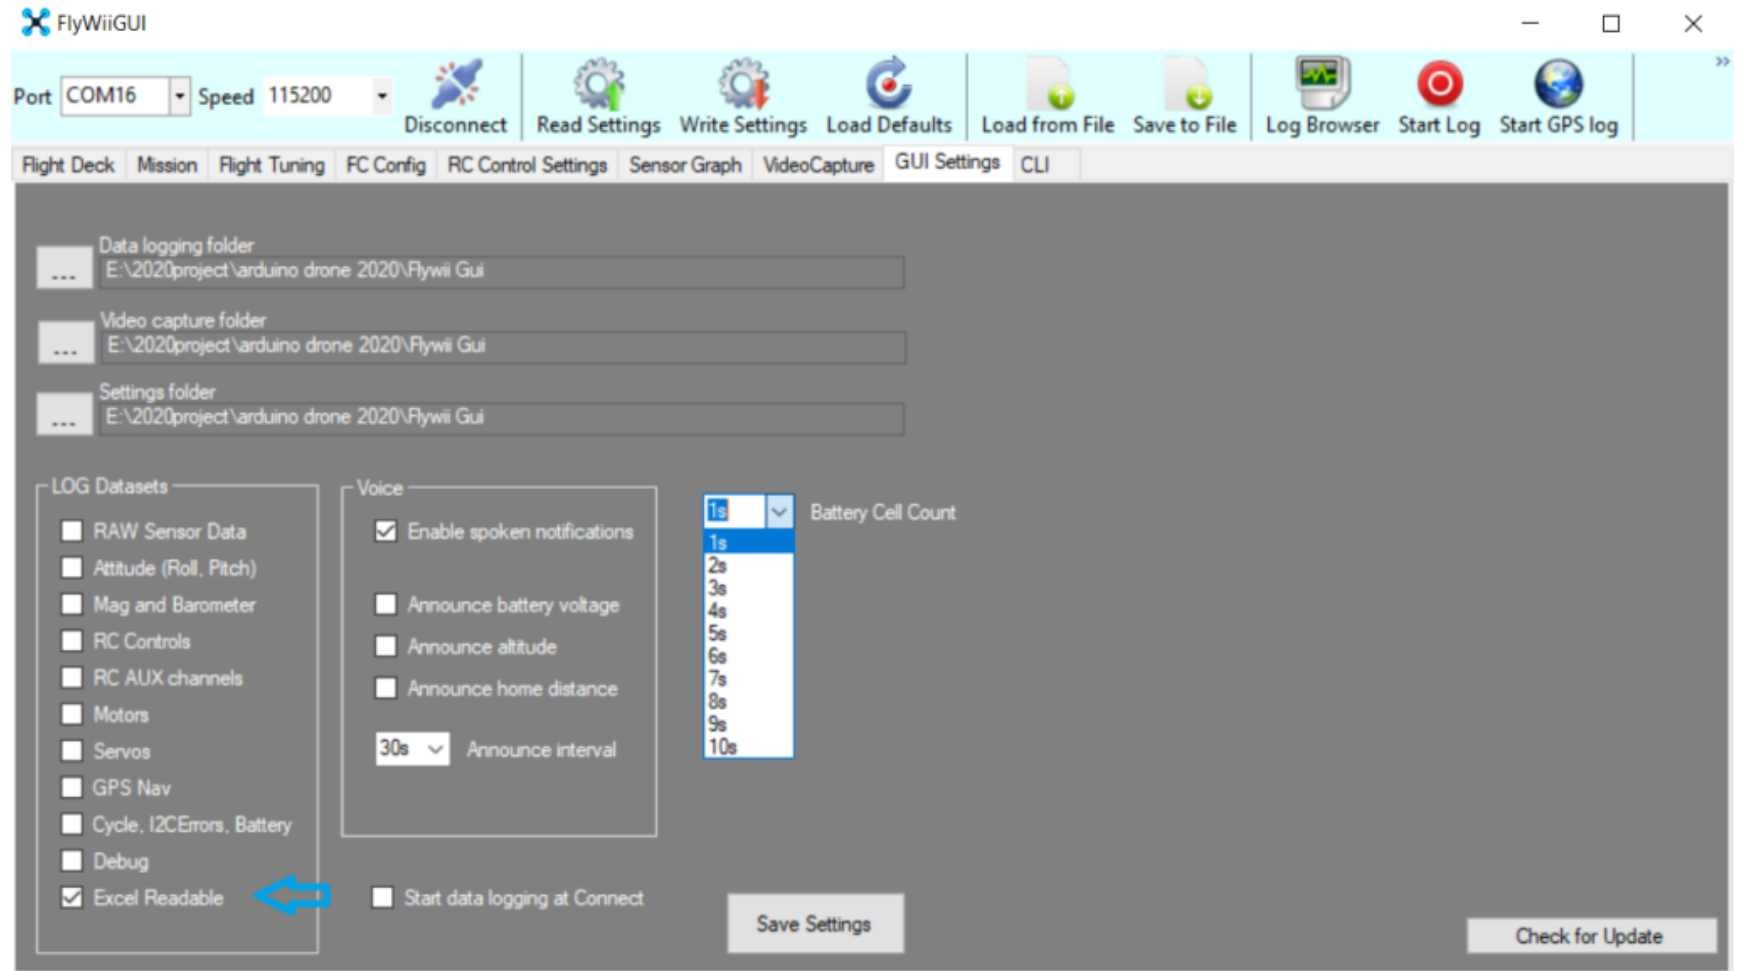 FlyWiiGUI
Port COM16 Speed 115200 Disconnect Read Settings Write Settings Load Defaults Load from File Save to File Log Browser Start Log Start GPS log
Flight Deck Mission Flight Tuning FC Config RC Control Settings Sensor Graph VideoCapture GUI Settings CLI
Data logging folder
... E:\2020project\arduino drone 2020\Flywii Gui
Video capture folder
... E:\2020project\arduino drone 2020\Flywii Gui
Settings folder
... E:\2020project\arduino drone 2020\Flywii Gui
LOG Datasets
RAW Sensor Data
Attitude (Roll, Pitch)
Mag and Barometer
RC Controls
RC AUX channels
Motors
Servos
GPS Nav
Cycle, I2CErrors, Battery
Debug
Excel Readable
Voice
Enable spoken notifications
Announce battery voltage
Announce altitude
Announce home distance
30s Announce interval
Start data logging at Connect
1s Battery Cell Count
1s
2s
3s
4s
5s
6s
7s
8s
9s
10s
Save Settings
Check for Update